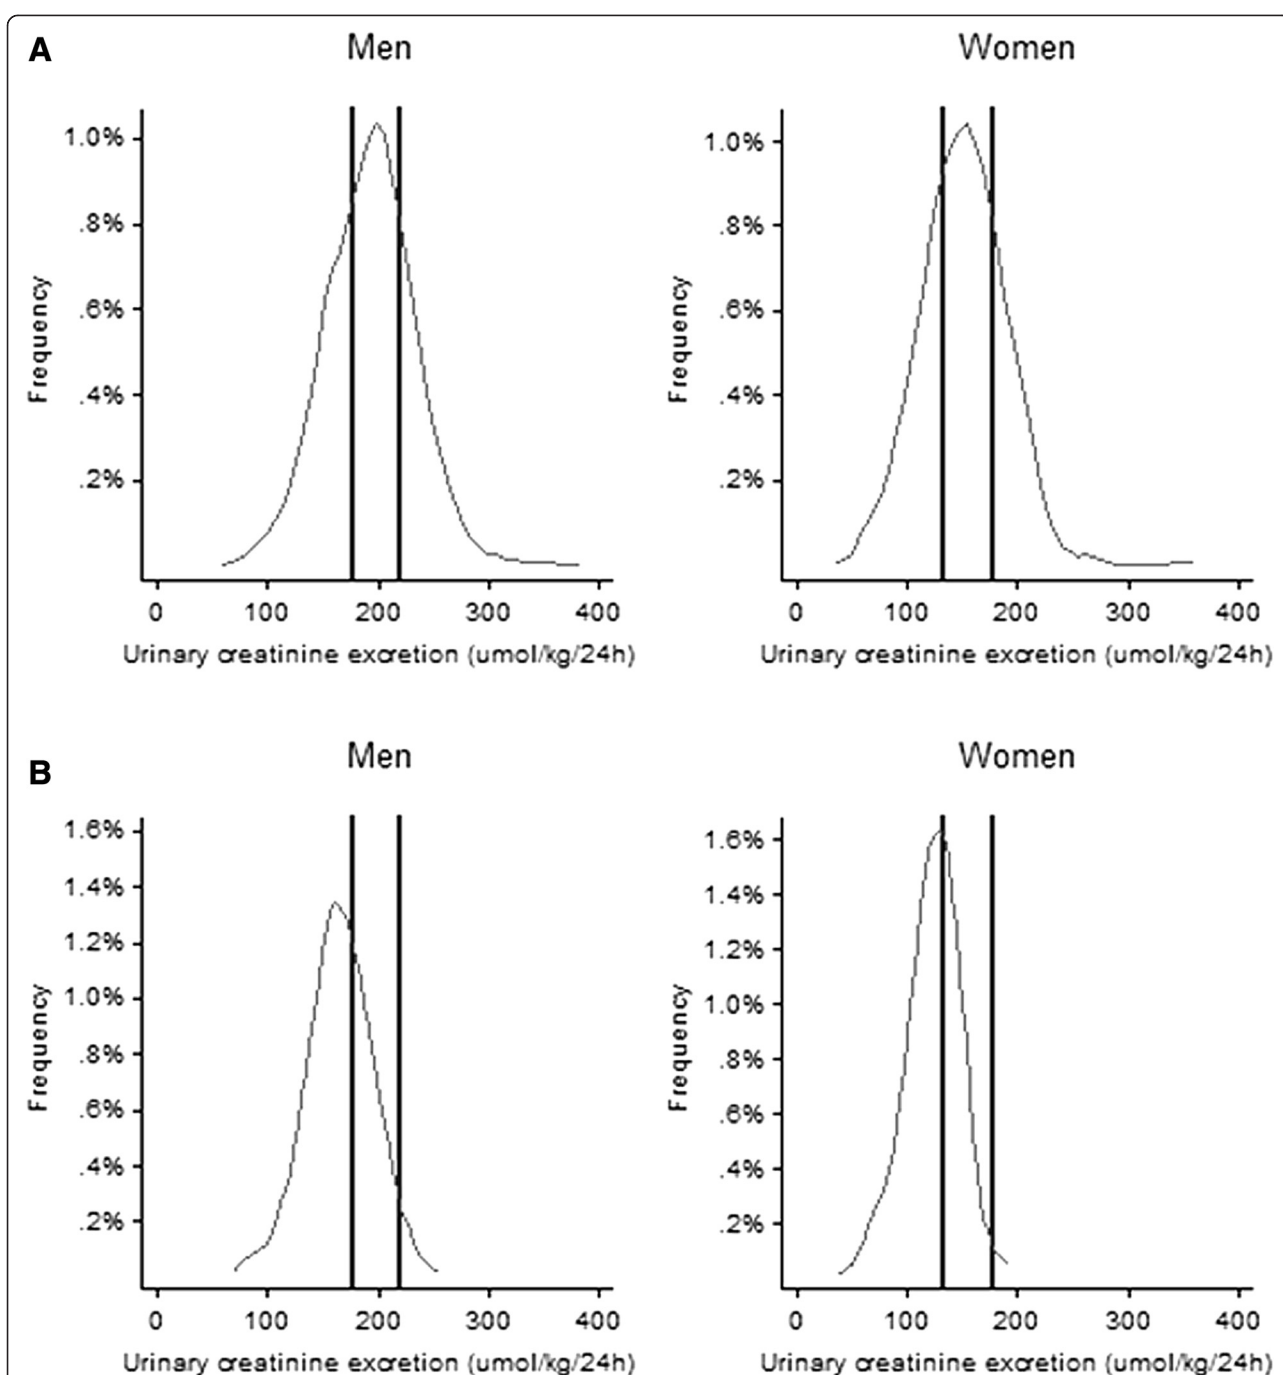 A
Men
Women
1.0%
.8%
.6%
.4%
.2%
Frequency
0 100 200 300 400
Urinary creatinine excretion (umol/kg/24h)
1.0%
.8%
.6%
.4%
.2%
Frequency
0 100 200 300 400
Urinary creatinine excretion (umol/kg/24h)
B
Men
Women
1.6%
1.4%
1.2%
1.0%
.8%
.6%
.4%
.2%
Frequency
0 100 200 300 400
Urinary creatinine excretion (umol/kg/24h)
1.6%
1.4%
1.2%
1.0%
.8%
.6%
.4%
.2%
Frequency
0 100 200 300 400
Urinary creatinine excretion (umol/kg/24h)